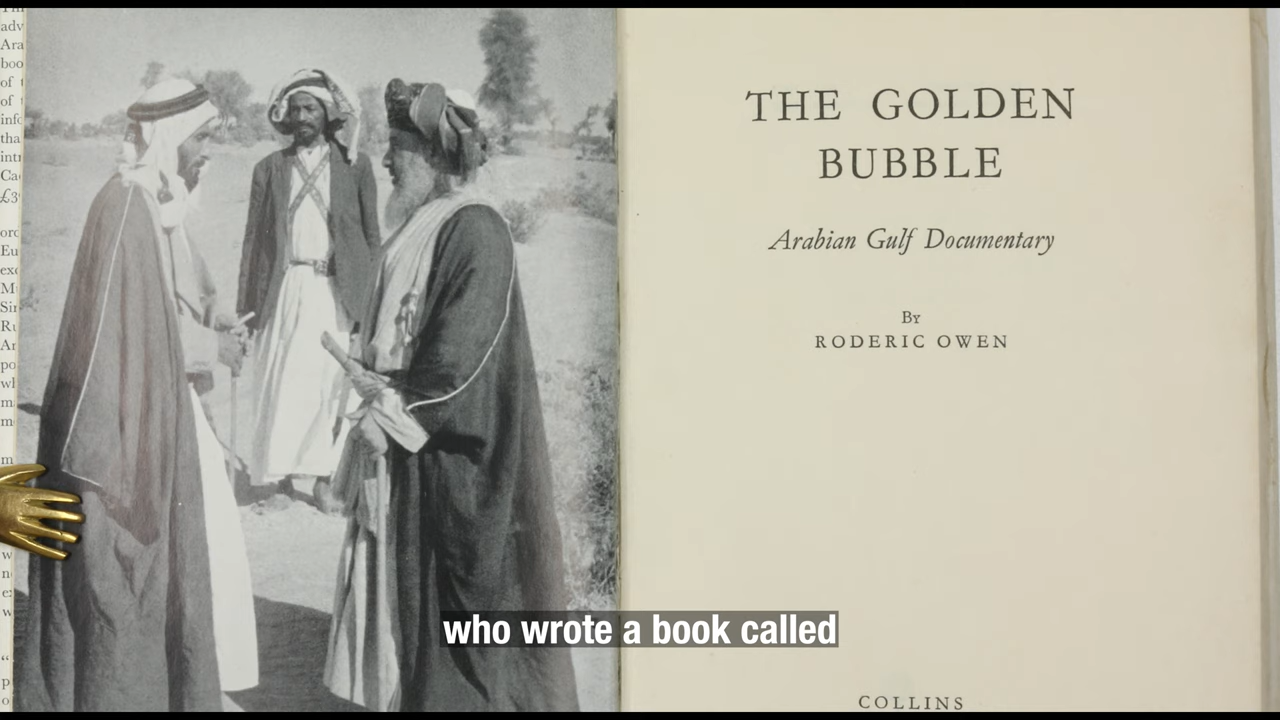 THE GOLDEN
BUBBLE
Arabian Gulf Documentary
By
RODERIC OWEN
COLLINS
who wrote a book called